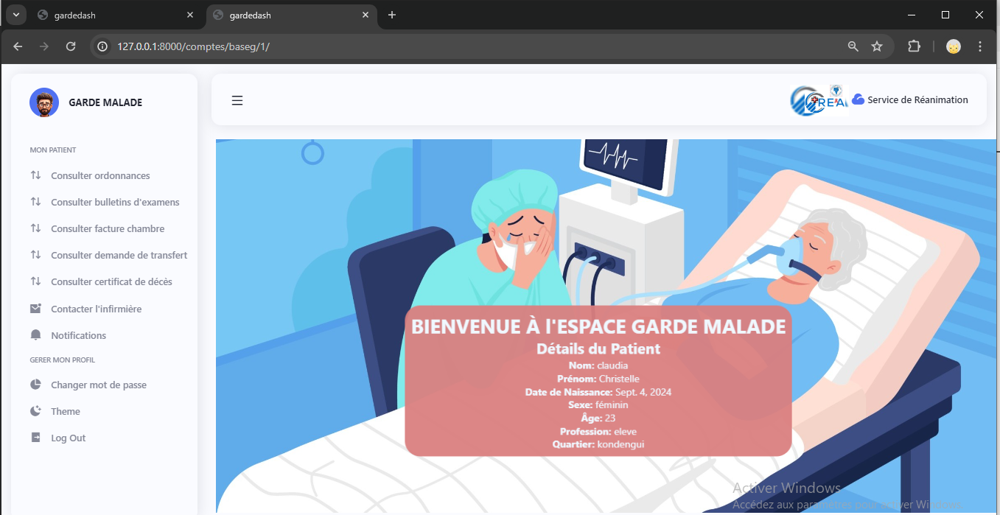 gardedash
gardedash
127.0.0.1:8000/comptes/baseg/1/
GARDE MALADE
REA
Service de Réanimation
MON PATIENT
Consulter ordonnances
Consulter bulletins d'examens
Consulter facture chambre
Consulter demande de transfert
Consulter certificat de décès
Contacter l'infirmière
Notifications
GERER MON PROFIL
Changer mot de passe
Theme
Log Out
BIENVENUE À l'ESPACE GARDE MALADE
Détails du Patient
Nom: claudia
Prénom: Christelle
Date de Naissance: Sept. 4, 2024
Sexe: féminin
Âge: 23
Profession: eleve
Quartier: kondengui
Activer Windows
Accédez aux paramètres pour activer Windows.